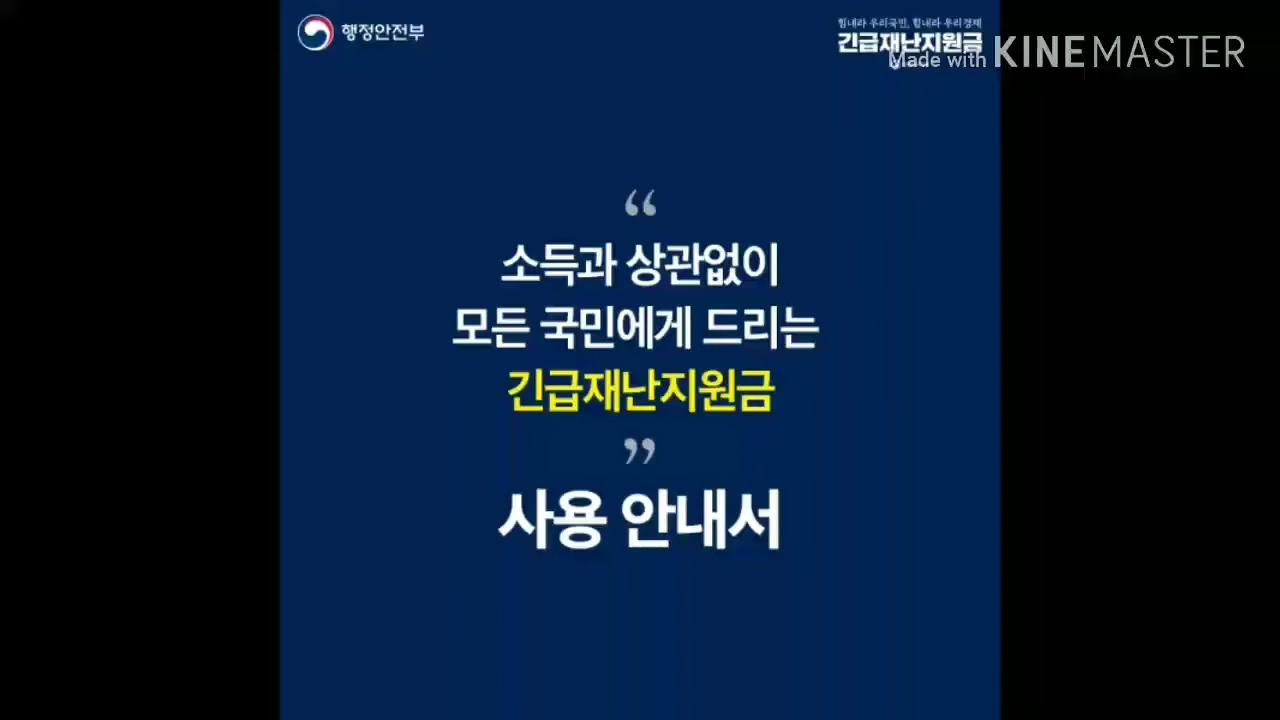 행정안전부
힘내라 우리국민, 힘내라 우리경제
긴급재난지원금
Made with KINEMASTER
“
소득과 상관없이
모든 국민에게 드리는
긴급재난지원금
”
사용 안내서